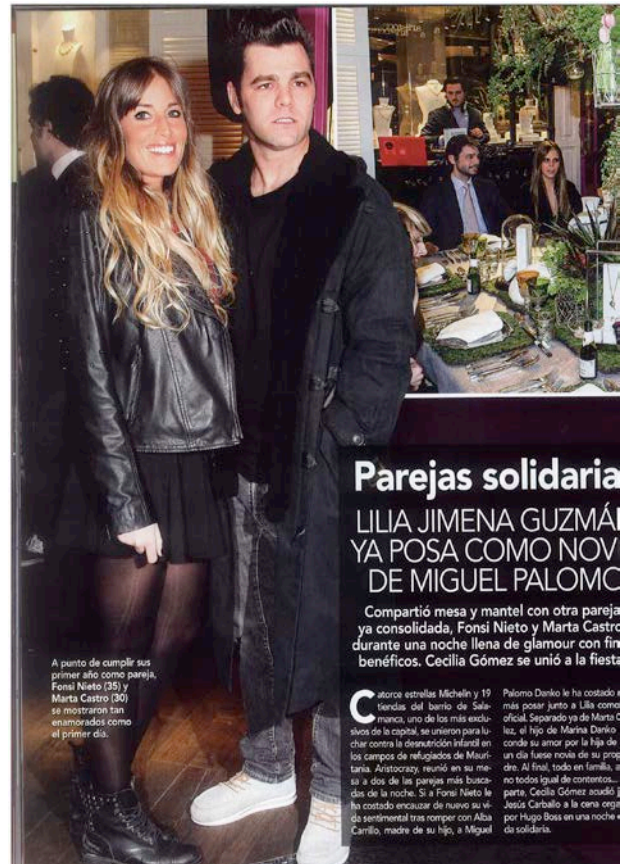 Parejas solidaria
LILIA JIMENA GUZMÁ
YA POSA COMO NOV
DE MIGUEL PALOMO
Compartió mesa y mantel con otra pareja
ya consolidada, Fonsi Nieto y Marta Castro
durante una noche llena de glamour con fin
benéficos. Cecilia Gómez se unió a la fiesta
A punto de cumplir sus
primer año como pareja,
Fonsi Nieto (35) y
Marta Castro (30)
se mostraron tan
enamorados como
el primer día.
Catorce estrellas Michelin y 19
tiendas del barrio de Sala-
manca, uno de los más exclu-
sivos de la capital, se unieron para lu-
char contra la desnutrición infantil en
los campos de refugiados de Mauri-
tania. Aristocrazy, reunió en su me-
sa a dos de las parejas más busca-
das de la noche. Si a Fonsi Nieto le
ha costado encauzar de nuevo su vi-
da sentimental tras romper con Alba
Carrillo, madre de su hijo, a Miguel
Palomo Danko le ha costado
más posar junto a Lilia como
oficial. Separado ya de Marta
lez, el hijo de Marina Danko
conde su amor por la hija de
un día fuese novia de su prop
dre. Al final, todo en familia, a
no todos igual de contentos...
parte, Cecilia Gómez acudió j
Jesús Carballo a la cena orga
por Hugo Boss en una noche
da solidaria.